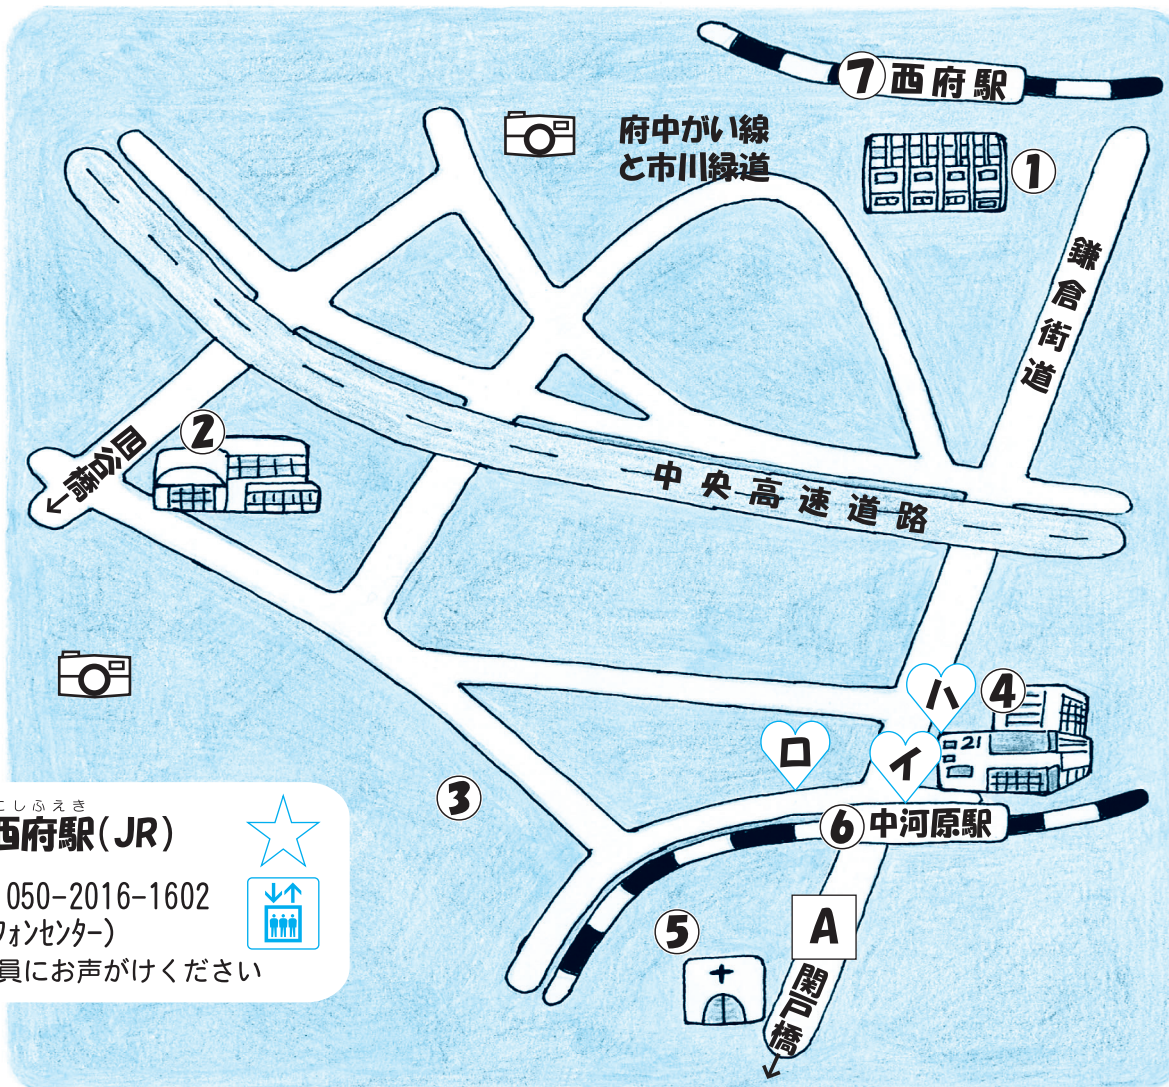 ⑦西府駅
府中がい線
と市川緑道
①
鎌倉街道
②
四谷橋
中央高速道路
ハ
④
21
ロ
イ
③
⑥中河原駅
A
⑤
関戸橋
こしふえき
西府駅(JR)
050-2016-1602
フォンセンター)
員にお声がけください